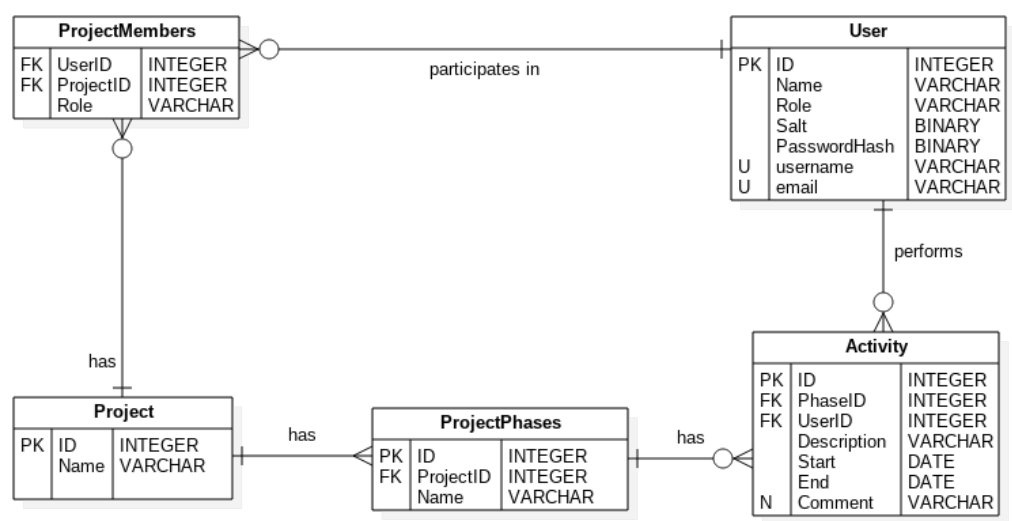 ProjectMembers
FK UserID INTEGER
FK ProjectID INTEGER
Role VARCHAR
participates in
User
PK ID INTEGER
Name VARCHAR
Role VARCHAR
Salt BINARY
PasswordHash BINARY
U username VARCHAR
U email VARCHAR
performs
has
Project
PK ID INTEGER
Name VARCHAR
has
ProjectPhases
PK ID INTEGER
FK ProjectID INTEGER
Name VARCHAR
has
Activity
PK ID INTEGER
FK PhaseID INTEGER
FK UserID INTEGER
Description VARCHAR
Start DATE
End DATE
N Comment VARCHAR